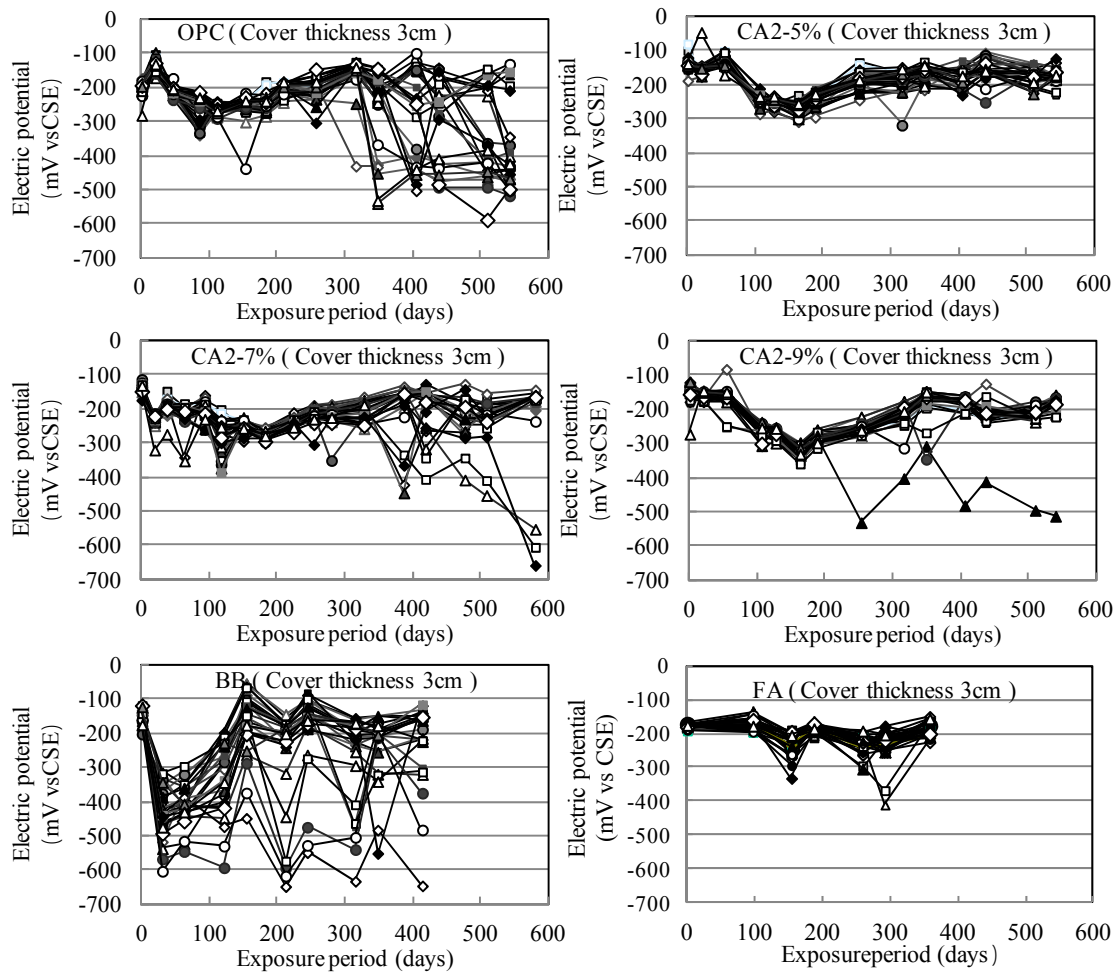 OPC ( Cover thickness 3cm )
0
-100
-200
-300
-400
-500
-600
-700
Electric potential
(mV vsCSE)
0 100 200 300 400 500 600
Exposure period (days)
CA2-5% ( Cover thickness 3cm )
0
-100
-200
-300
-400
-500
-600
-700
Electric potential
(mV vsCSE)
0 100 200 300 400 500 600
Exposure period (days)
CA2-7% ( Cover thickness 3cm )
0
-100
-200
-300
-400
-500
-600
-700
Electric potential
(mV vsCSE)
0 100 200 300 400 500 600
Exposure period (days)
CA2-9% ( Cover thickness 3cm )
0
-100
-200
-300
-400
-500
-600
-700
Electric potential
(mV vsCSE)
0 100 200 300 400 500 600
Exposure period (days)
BB ( Cover thickness 3cm )
0
-100
-200
-300
-400
-500
-600
-700
Electric potential
(mV vsCSE)
0 100 200 300 400 500 600
Exposure period (days)
FA ( Cover thickness 3cm )
0
-100
-200
-300
-400
-500
-600
-700
Electric potential
(mV vs CSE)
0 100 200 300 400 500 600
Exposureperiod (days)